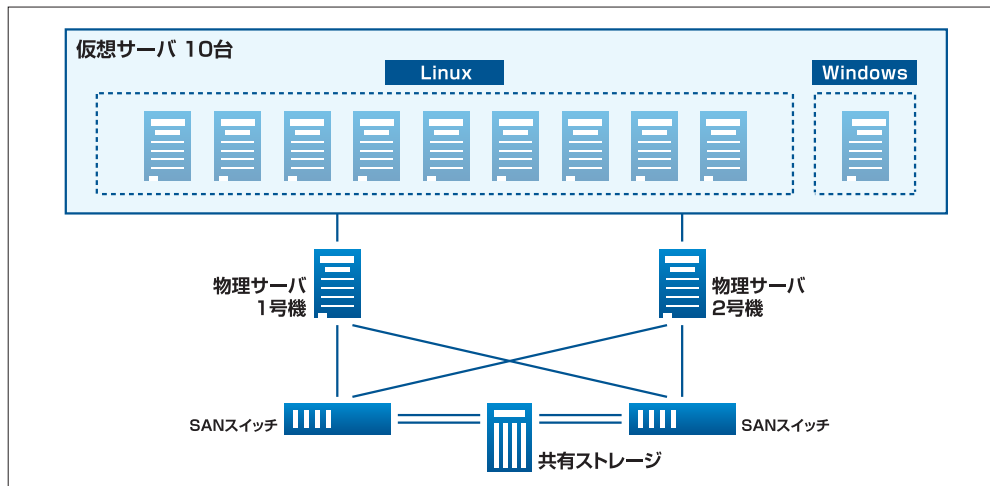 仮想サーバ 10台
Linux
Windows
物理サーバ
1号機
物理サーバ
2号機
SANスイッチ
SANスイッチ
共有ストレージ